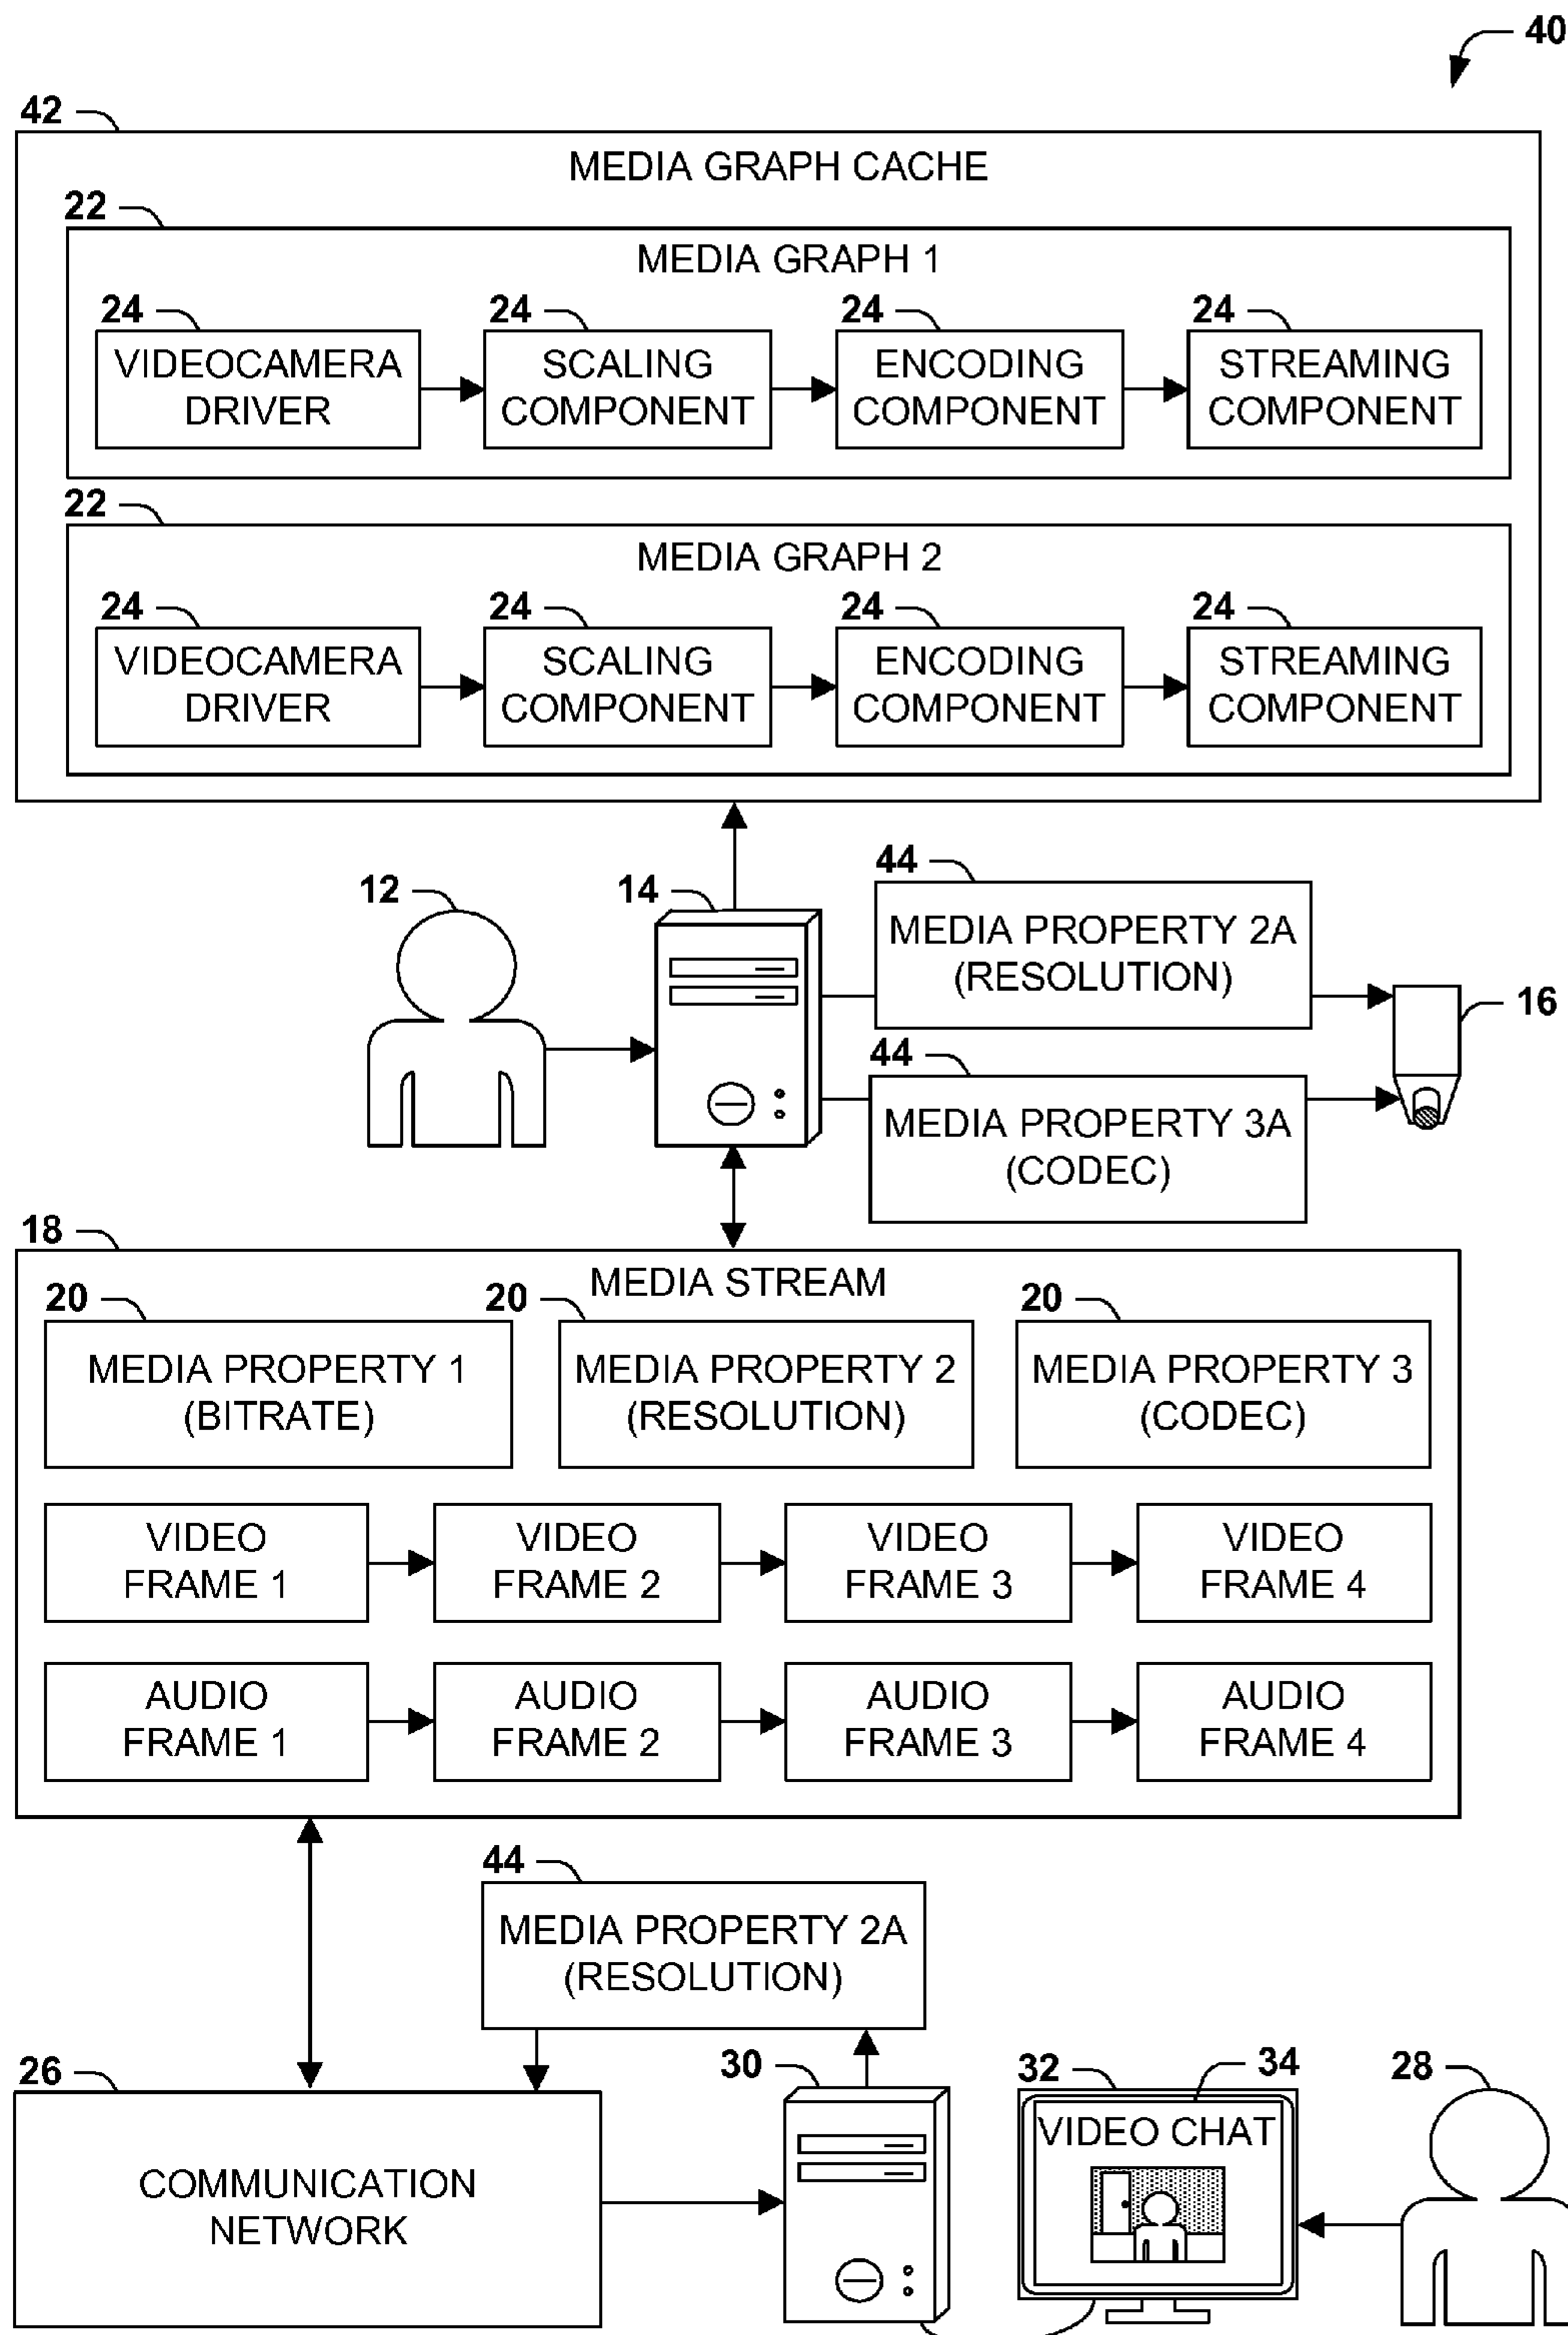 40
42
MEDIA GRAPH CACHE
22
MEDIA GRAPH 1
24
24
24
24
VIDEOCAMERA
DRIVER
SCALING
COMPONENT
ENCODING
COMPONENT
STREAMING
COMPONENT
22
MEDIA GRAPH 2
24
24
24
24
VIDEOCAMERA
DRIVER
SCALING
COMPONENT
ENCODING
COMPONENT
STREAMING
COMPONENT
12
14
44
MEDIA PROPERTY 2A
(RESOLUTION)
16
44
MEDIA PROPERTY 3A
(CODEC)
18
MEDIA STREAM
20
20
20
MEDIA PROPERTY 1
(BITRATE)
MEDIA PROPERTY 2
(RESOLUTION)
MEDIA PROPERTY 3
(CODEC)
VIDEO
FRAME 1
VIDEO
FRAME 2
VIDEO
FRAME 3
VIDEO
FRAME 4
AUDIO
FRAME 1
AUDIO
FRAME 2
AUDIO
FRAME 3
AUDIO
FRAME 4
44
MEDIA PROPERTY 2A
(RESOLUTION)
26
COMMUNICATION
NETWORK
30
32
34
VIDEO CHAT
28